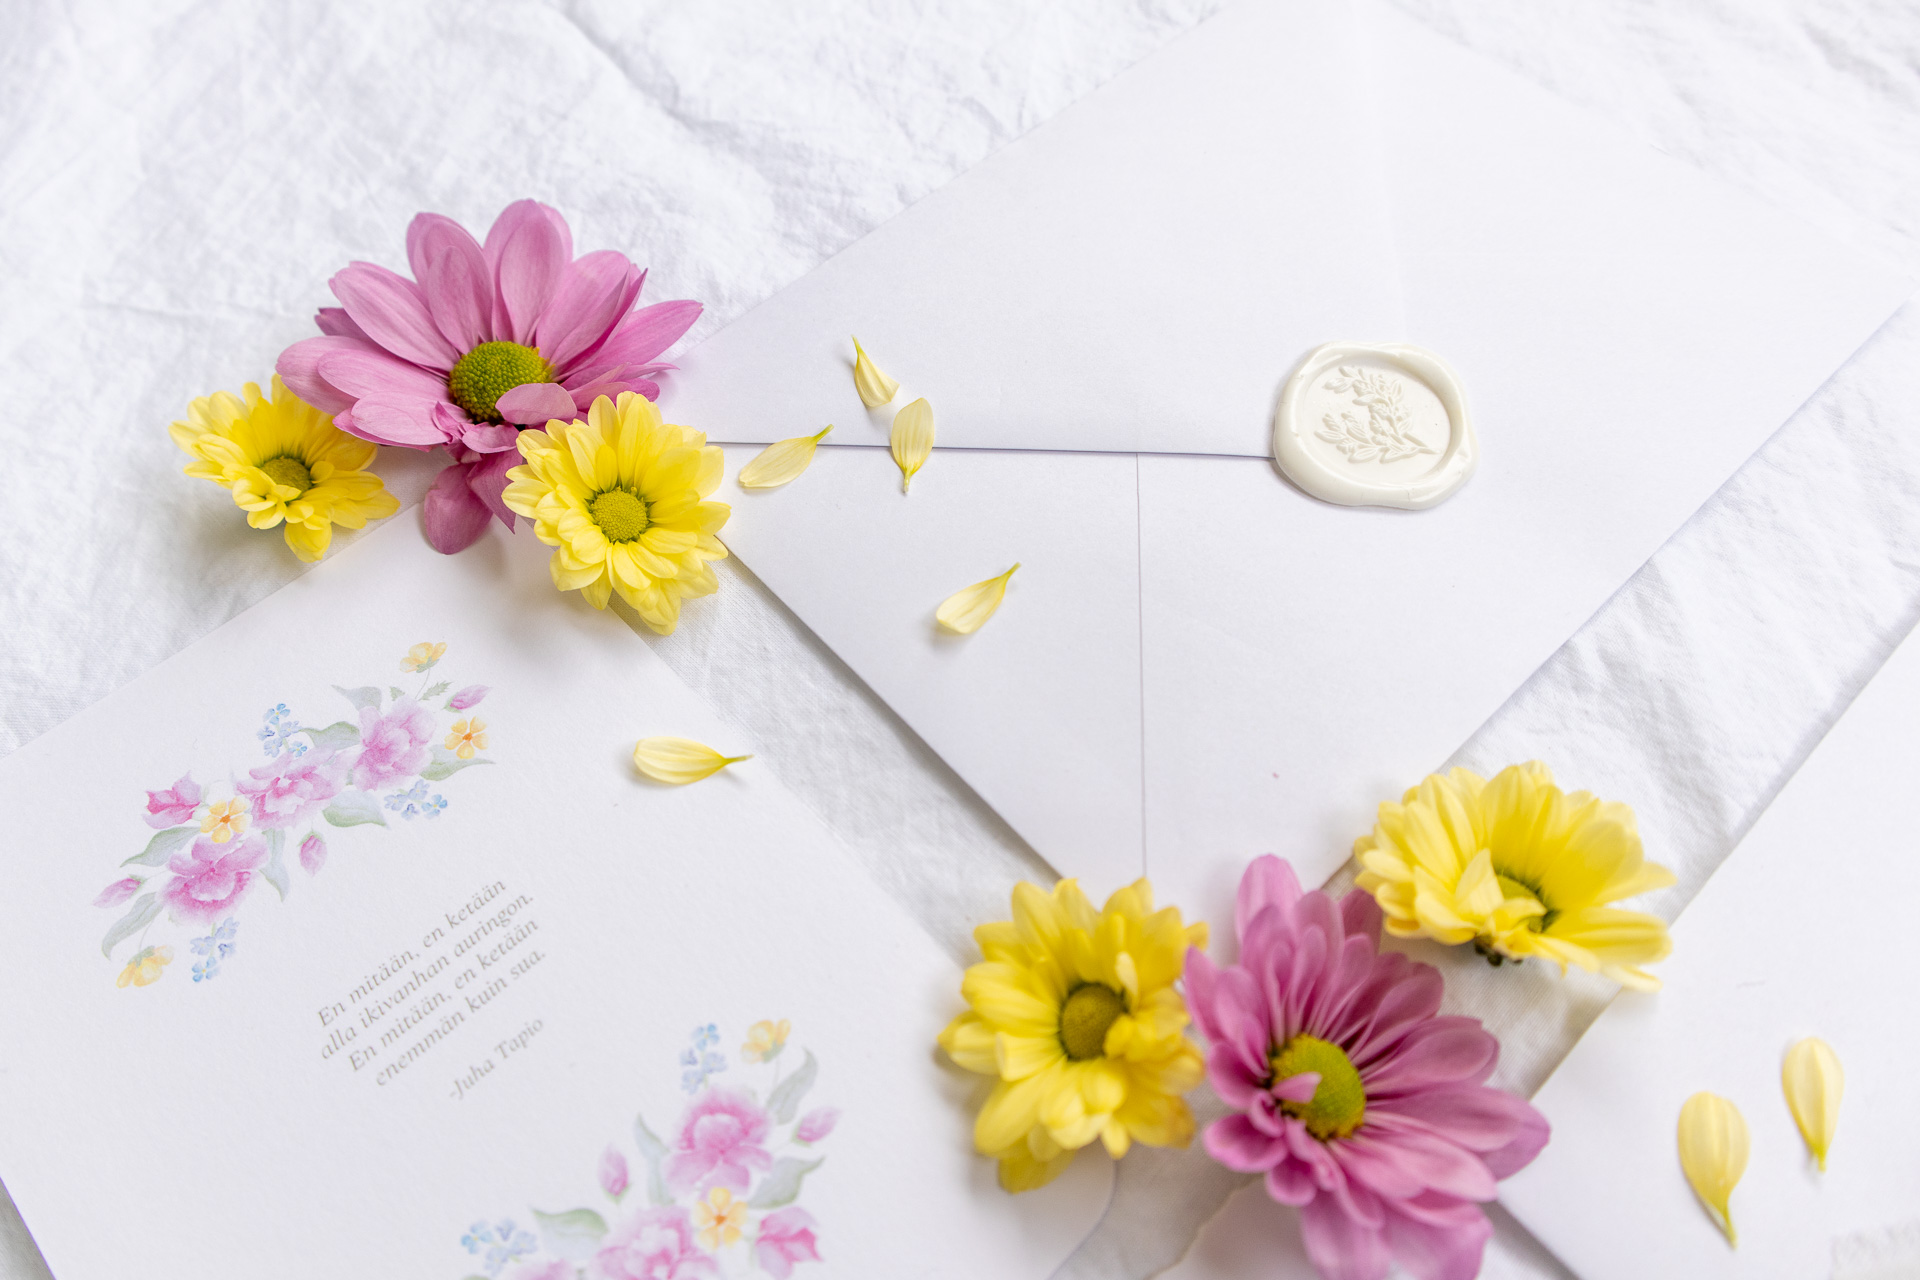 En mitään, en ketään
alla ikivanhan auringon.
En mitään, en ketään
enemmän kuin sua.
-Juha Tapio